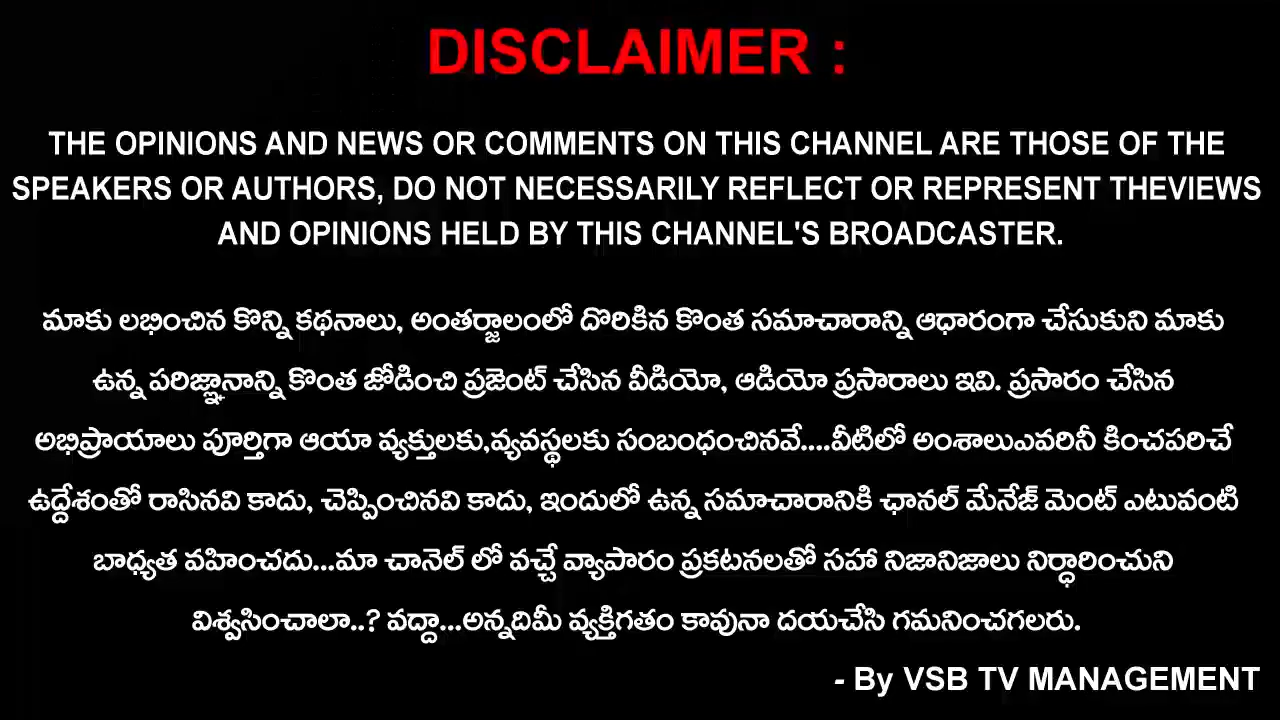 DISCLAIMER :
THE OPINIONS AND NEWS OR COMMENTS ON THIS CHANNEL ARE THOSE OF THE
SPEAKERS OR AUTHORS, DO NOT NECESSARILY REFLECT OR REPRESENT THEVIEWS
AND OPINIONS HELD BY THIS CHANNEL'S BROADCASTER.
మాకు లభించిన కొన్ని కథనాలు, అంతర్జాలంలో దొరికిన కొంత సమాచారాన్ని ఆధారంగా చేసుకుని మాకు
ఉన్న పరిజ్ఞానాన్ని కొంత జోడించి ప్రజెంట్ చేసిన వీడియో, ఆడియో ప్రసారాలు ఇవి. ప్రసారం చేసిన
అభిప్రాయాలు పూర్తిగా ఆయా వ్యక్తులకు,వ్యవస్థలకు సంబంధంచినవే....వీటిలో అంశాలుఎవరినీ కించపరిచే
ఉద్దేశంతో రాసినవి కాదు, చెప్పించినవి కాదు, ఇందులో ఉన్న సమాచారానికి ఛానల్ మేనేజ్ మెంట్ ఎటువంటి
బాధ్యత వహించదు...మా చానెల్ లో వచ్చే వ్యాపారం ప్రకటనలతో సహా నిజానిజాలు నిర్ధారించుని
విశ్వసించాలా..? వద్దా...అన్నదిమీ వ్యక్తిగతం కావునా దయచేసి గమనించగలరు.
- By VSB TV MANAGEMENT